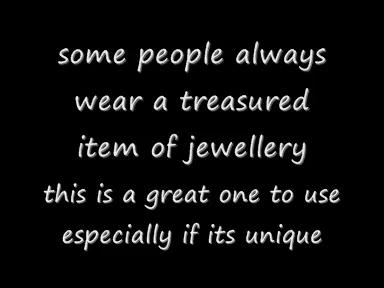 some people always
wear a treasured
item of jewellery
this is a great one to use
especially if its unique